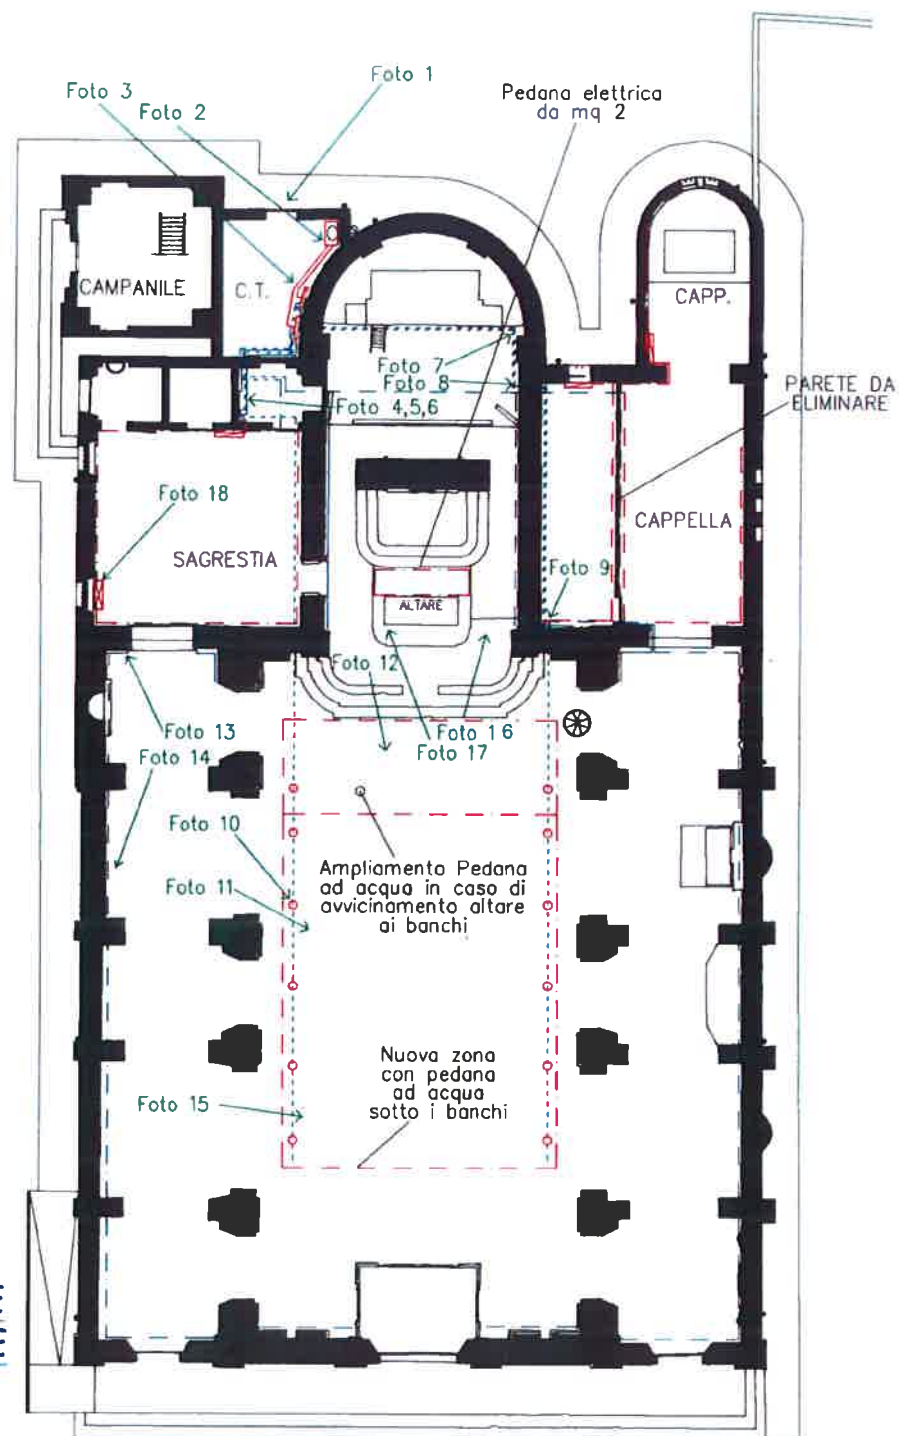 Foto 1
Foto 3
Foto 2
Pedana elettrica
da mq 2
CAMPANILE
C.T.
CAPP.
Foto 7
Foto 8
Foto 4,5,6
PARETE DA
ELIMINARE
Foto 18
CAPPELLA
SAGRESTIA
Foto 9
ALTARE
Foto 12
Foto 13
Foto 16
Foto 14
Foto 17
Foto 10
Ampliamento Pedana
ad acqua in caso di
avvicinamento altare
ai banchi
Foto 11
Nuova zona
con pedana
ad acqua
sotto i banchi
Foto 15